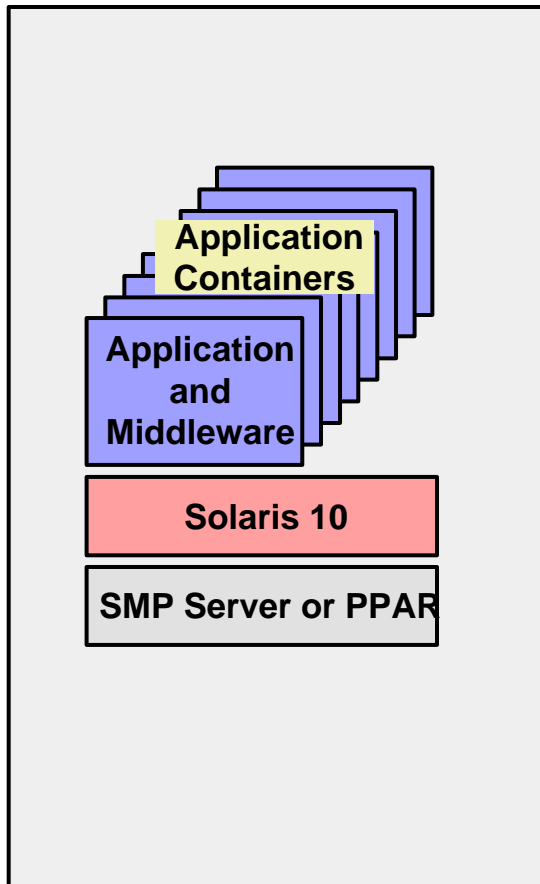 Application
Containers
Application
and
Middleware
Solaris 10
SMP Server or PPAR